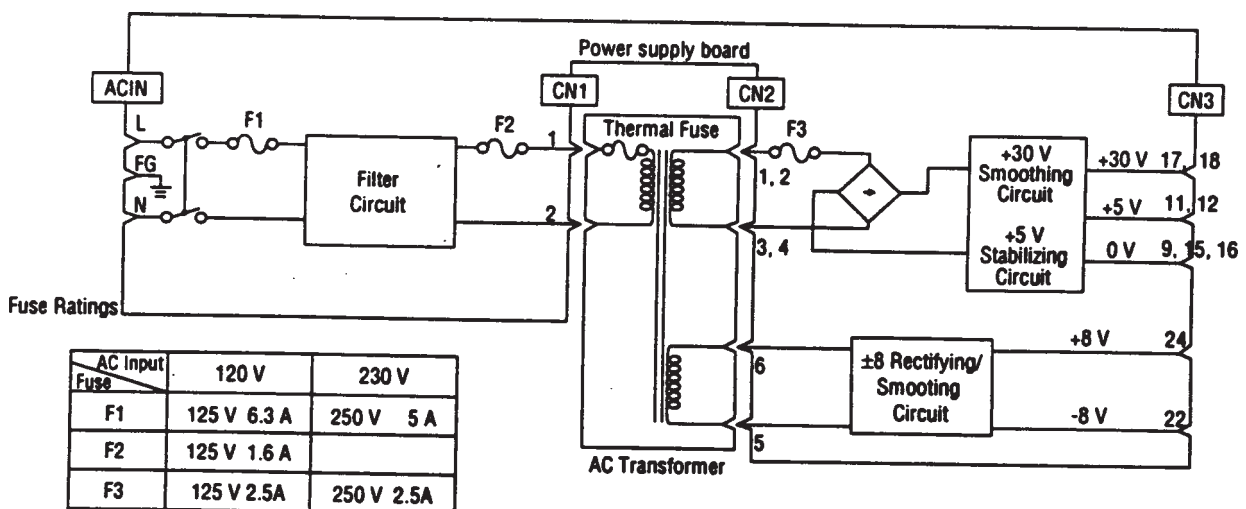 Power supply board
ACIN
CN1
CN2
CN3
L
F1
F2
1
Thermal Fuse
F3
FG
N
Filter
Circuit
2
1, 2
3, 4
+30 V
Smoothing
Circuit
+5 V
Stabilizing
Circuit
+30 V 17, 18
+5 V 11, 12
0 V 9, 15, 16
6
5
±8 Rectifying/
Smooting
Circuit
+8 V 24
-8 V 22
AC Transformer
Fuse Ratings
AC Input
Fuse
120 V 230 V
F1 125 V 6.3 A 250 V 5 A
F2 125 V 1.6 A
F3 125 V 2.5A 250 V 2.5A